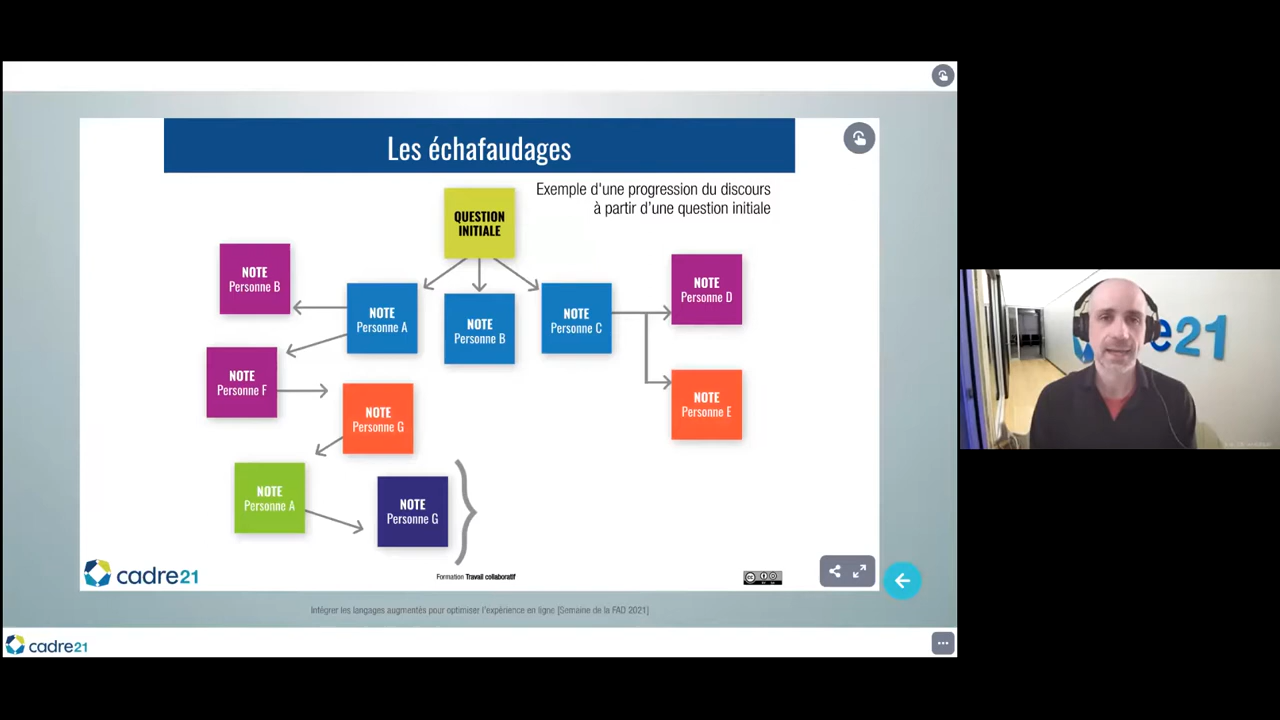 Les échafaudages
Exemple d'une progression du discours
à partir d'une question initiale
QUESTION
INITIALE
NOTE
Personne B
NOTE
Personne A
NOTE
Personne B
NOTE
Personne C
NOTE
Personne D
NOTE
Personne F
NOTE
Personne G
NOTE
Personne E
NOTE
Personne A
NOTE
Personne G
cadre21
Formation Travail collaboratif
cc
Intégrer les langages augmentés pour optimiser l'expérience en ligne [Semaine de la FAD 2021]
cadre21
e21